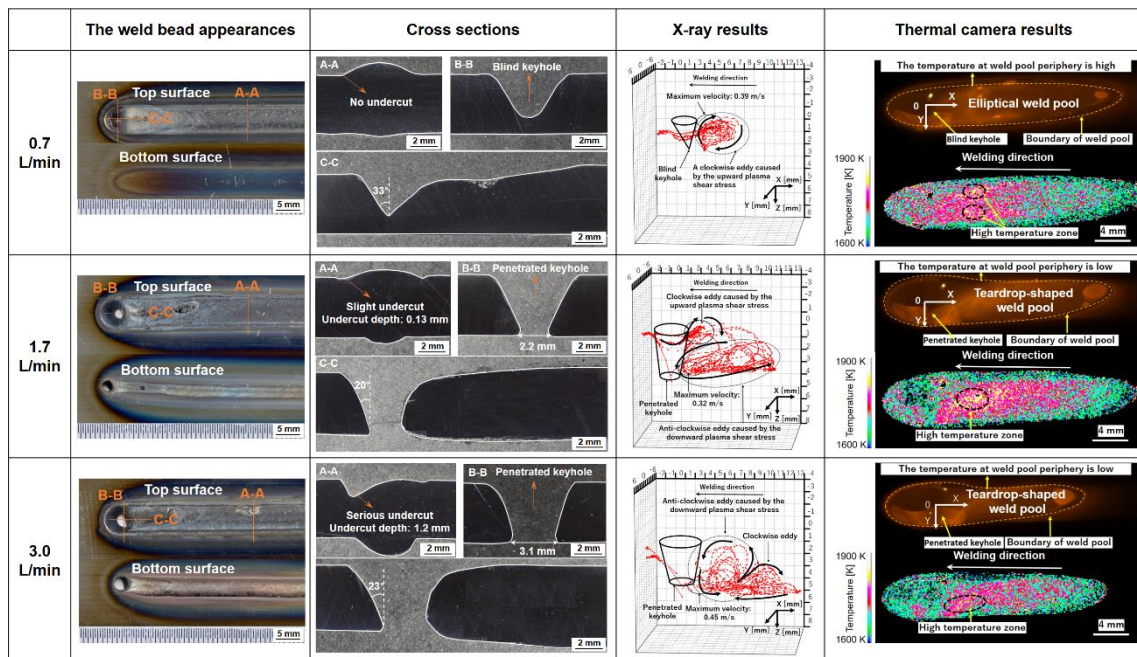 The weld bead appearances
Cross sections
X-ray results
Thermal camera results
0.7
L/min
B-B
Top surface
A-A
C-C
Bottom surface
5 mm
A-A
No undercut
2 mm
B-B
Blind keyhole
2mm
C-C
33°
2 mm
Welding direction
Maximum velocity: 0.39 m/s
Blind
keyhole
A clockwise eddy caused
by the upward plasma
shear stress
X [mm]
Y [mm]
Z [mm]
The temperature at weld pool periphery is high
0
X
Y
Elliptical weld pool
Blind keyhole
Boundary of weld pool
Welding direction
1900 K
Temperature [K]
1600 K
High temperature zone
4 mm
1.7
L/min
B-B
Top surface
A-A
C-C
Bottom surface
5 mm
A-A
Slight undercut
Undercut depth: 0.13 mm
2 mm
B-B
Penetrated keyhole
2.2 mm
2 mm
C-C
20°
2 mm
Welding direction
Clockwise eddy caused by the
upward plasma shear stress
Penetrated
keyhole
Maximum velocity:
0.32 m/s
X [mm]
Y [mm]
Z [mm]
Anti-clockwise eddy caused by the
downward plasma shear stress
The temperature at weld pool periphery is low
0
X
Y
Teardrop-shaped
weld pool
Penetrated keyhole
Boundary of weld pool
Welding direction
1900 K
Temperature [K]
1600 K
High temperature zone
4 mm
3.0
L/min
B-B
Top surface
A-A
C-C
Bottom surface
5 mm
A-A
Serious undercut
Undercut depth: 1.2 mm
2 mm
B-B
Penetrated keyhole
3.1 mm
2 mm
C-C
23°
2 mm
Welding direction
Anti-clockwise eddy caused by the
downward plasma shear stress
Clockwise eddy
Penetrated
keyhole
Maximum velocity:
0.45 m/s
X [mm]
Y [mm]
Z [mm]
The temperature at weld pool periphery is low
0
X
Y
Teardrop-shaped
weld pool
Penetrated keyhole
Boundary of weld pool
Welding direction
1900 K
Temperature [K]
1600 K
High temperature zone
4 mm